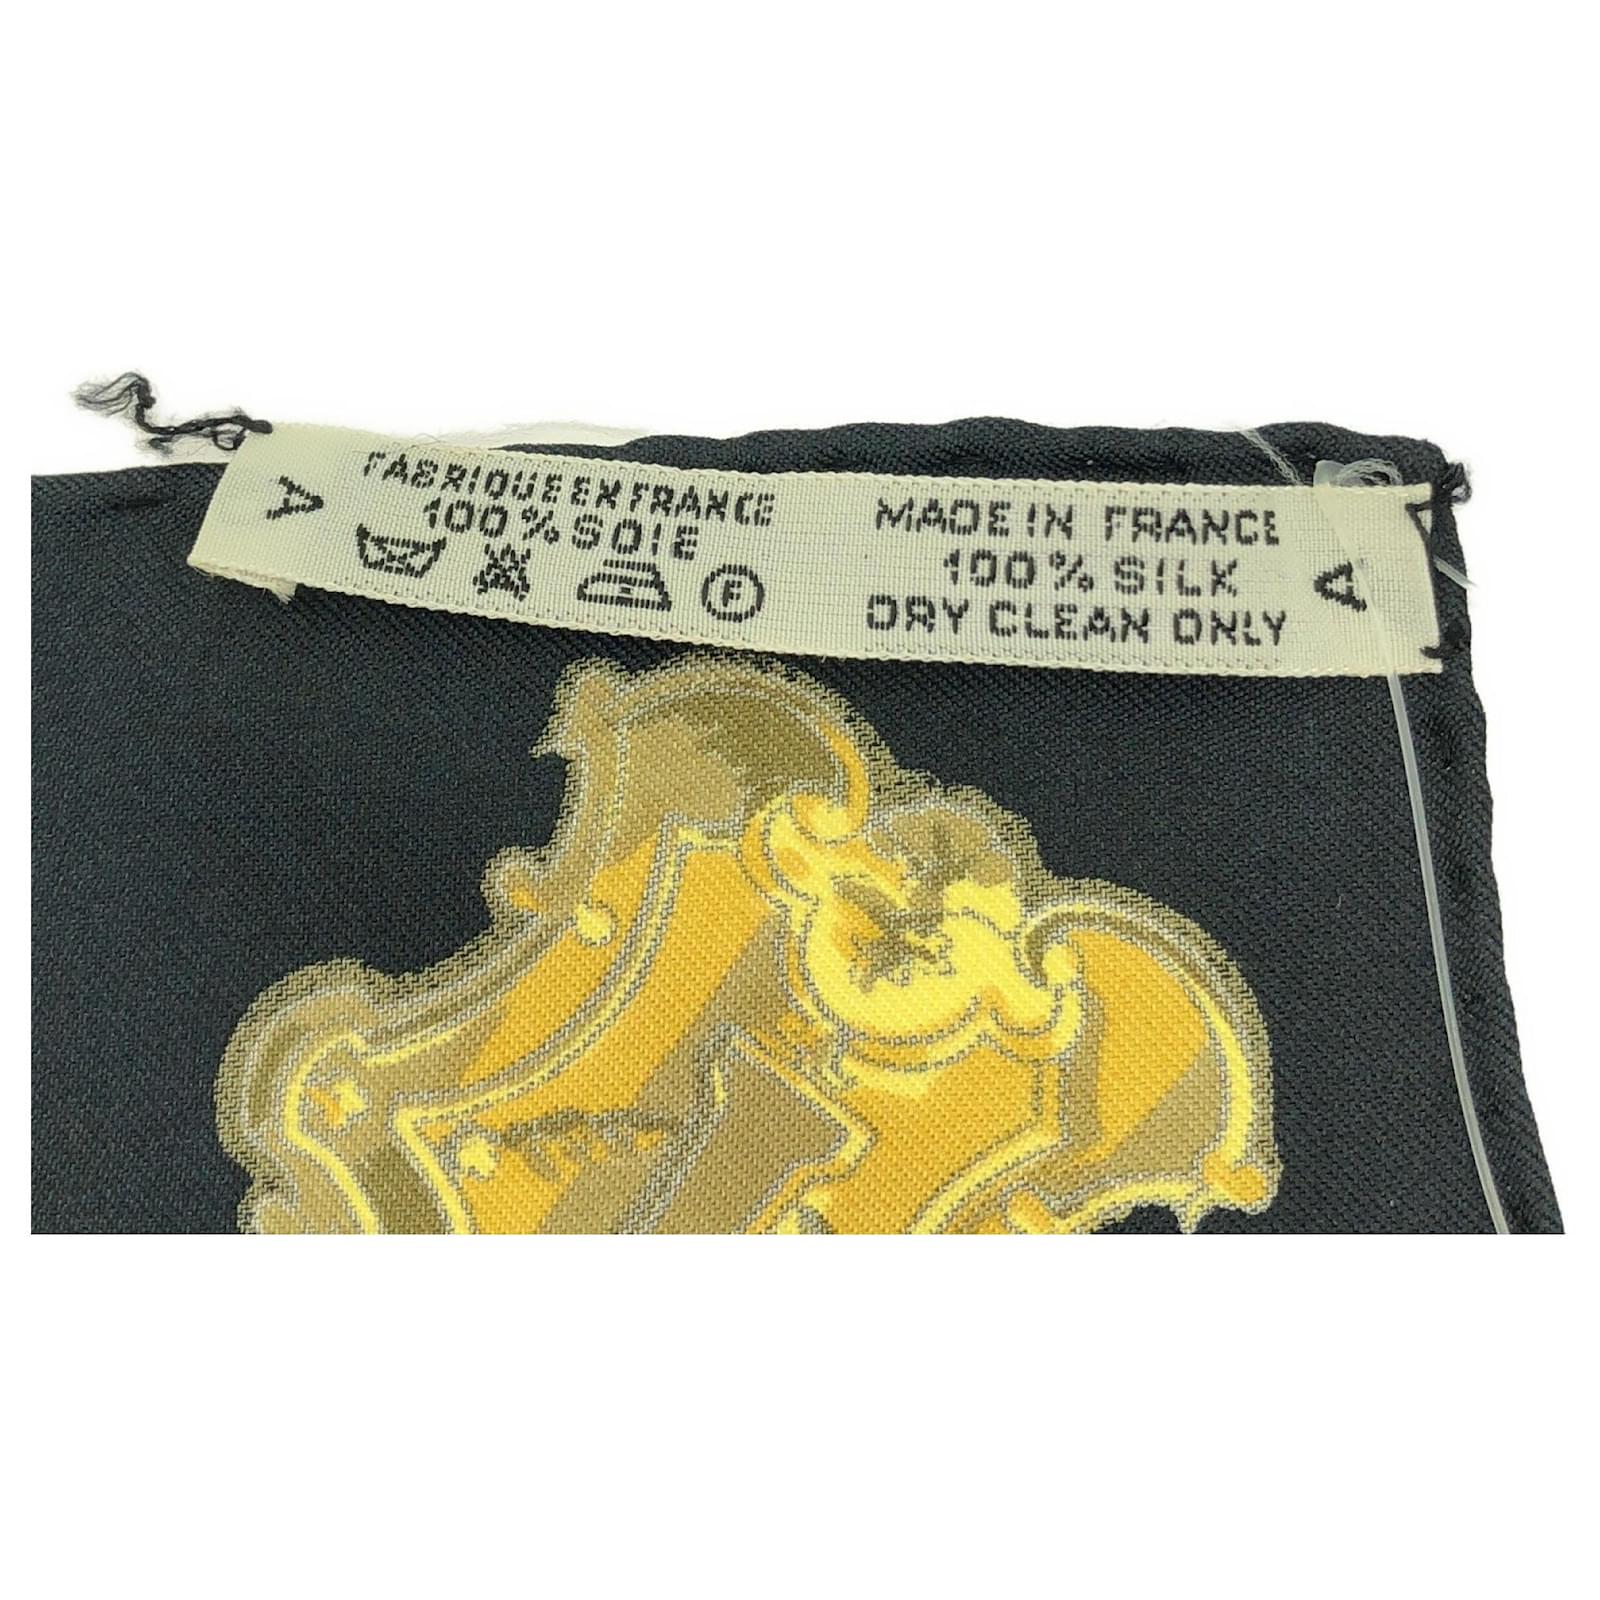 A
FABRIQUE EN FRANCE
100% SOIE
F
MADE IN FRANCE
100% SILK
DRY CLEAN ONLY
A